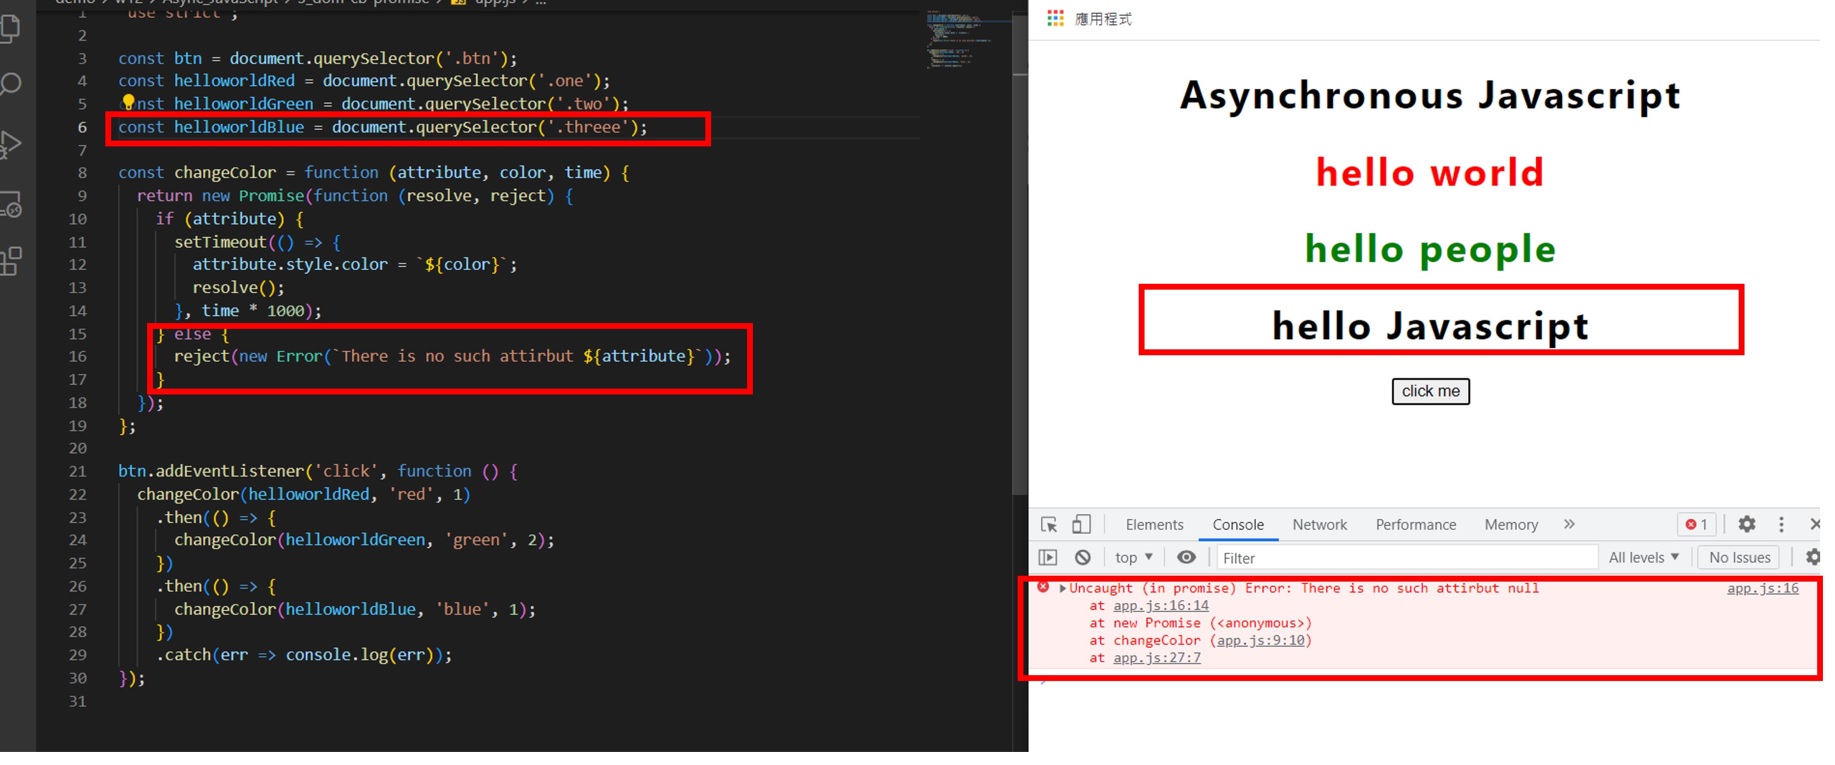 demo > w12 > Async_JavaScript > 5_dom-cb-promise > app.js > ...
1 'use strict';
2
3 const btn = document.querySelector('.btn');
4 const helloworldRed = document.querySelector('.one');
5 const helloworldGreen = document.querySelector('.two');
6 const helloworldBlue = document.querySelector('.threee');
7
8 const changeColor = function (attribute, color, time) {
9 return new Promise(function (resolve, reject) {
10 if (attribute) {
11 setTimeout(() => {
12 attribute.style.color = `${color}`;
13 resolve();
14 }, time * 1000);
15 } else {
16 reject(new Error(`There is no such attirbut ${attribute}`));
17 }
18 });
19 };
20
21 btn.addEventListener('click', function () {
22 changeColor(helloworldRed, 'red', 1)
23 .then(() => {
24 changeColor(helloworldGreen, 'green', 2);
25 })
26 .then(() => {
27 changeColor(helloworldBlue, 'blue', 1);
28 })
29 .catch(err => console.log(err));
30 });
31
應用程式
Asynchronous Javascript
hello world
hello people
hello Javascript
click me
Elements Console Network Performance Memory » 1
top Filter All levels No Issues
Uncaught (in promise) Error: There is no such attirbut null app.js:16
at app.js:16:14
at new Promise (<anonymous>)
at changeColor (app.js:9:10)
at app.js:27:7